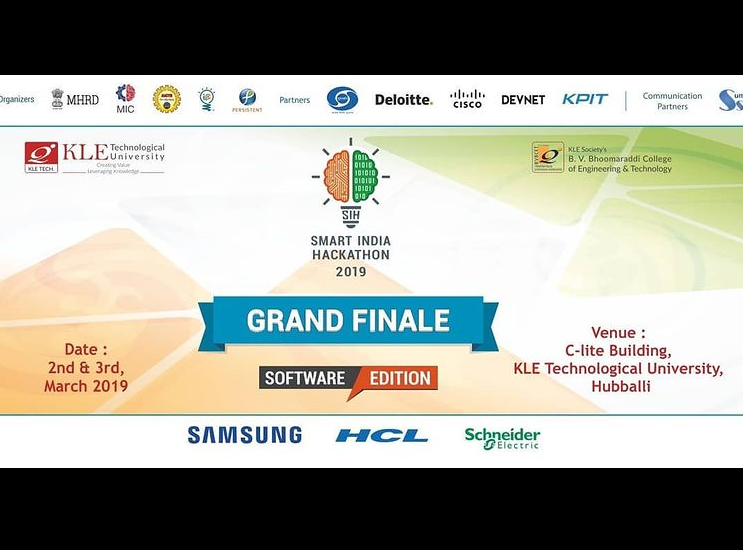 Organizers
MHRD
MIC
PERSISTENT
Partners
Deloitte.
CISCO
DEVNET
KPIT
Communication
Partners
KLE TECH.
KLE Technological
University
Creating Value
Leveraging Knowledge
KLE Society's
B. V. Bhoomaraddi College
of Engineering & Technology
SIH
SMART INDIA
HACKATHON
2019
GRAND FINALE
SOFTWARE EDITION
Date :
2nd & 3rd,
March 2019
Venue :
C-lite Building,
KLE Technological University,
Hubballi
SAMSUNG
HCL
Schneider
Electric